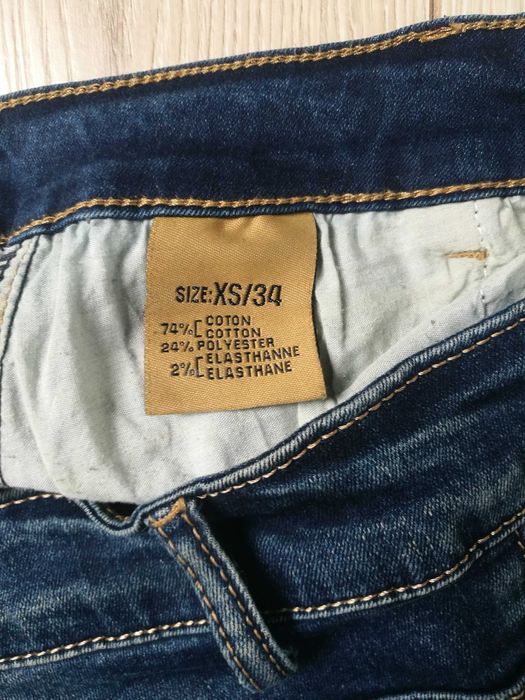 SIZE:XS/34
74%[ COTON
COTTON
24% POLYESTER
2%[ ELASTHANNE
ELASTHANE